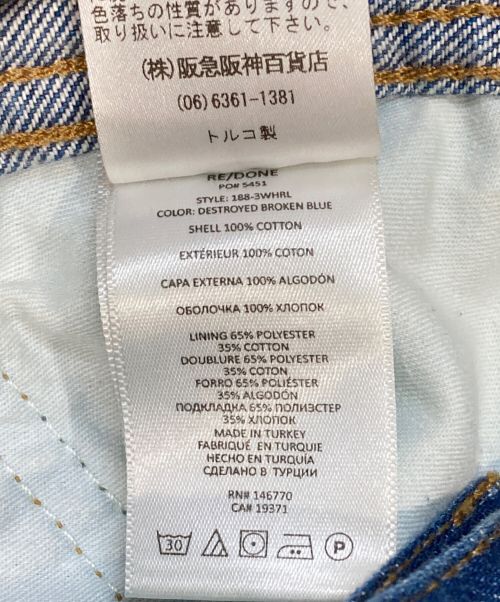 色落ちの性質がありますので、
取り扱いに注意して下さい。
(株)阪急阪神百貨店
(06)6361-1381
トルコ製
RE/DONE
PO# 5451
STYLE: 188-3WHRL
COLOR: DESTROYED BROKEN BLUE
SHELL 100% COTTON
EXTÉRIEUR 100% COTON
CAPA EXTERNA 100% ALGODÓN
ОБОЛОЧКА 100% ХЛОПОК
LINING 65% POLYESTER
35% COTTON
DOUBLURE 65% POLYESTER
35% COTON
FORRO 65% POLIÉSTER
35% ALGODÓN
ПОДКЛАДКА 65% ПОЛИЭСТЕР
35% ХЛОПОК
MADE IN TURKEY
FABRIQUÉ EN TURQUIE
HECHO EN TURQUÍA
СДЕЛАНО В ТУРЦИИ
RN# 146770
CA# 19371
30 P